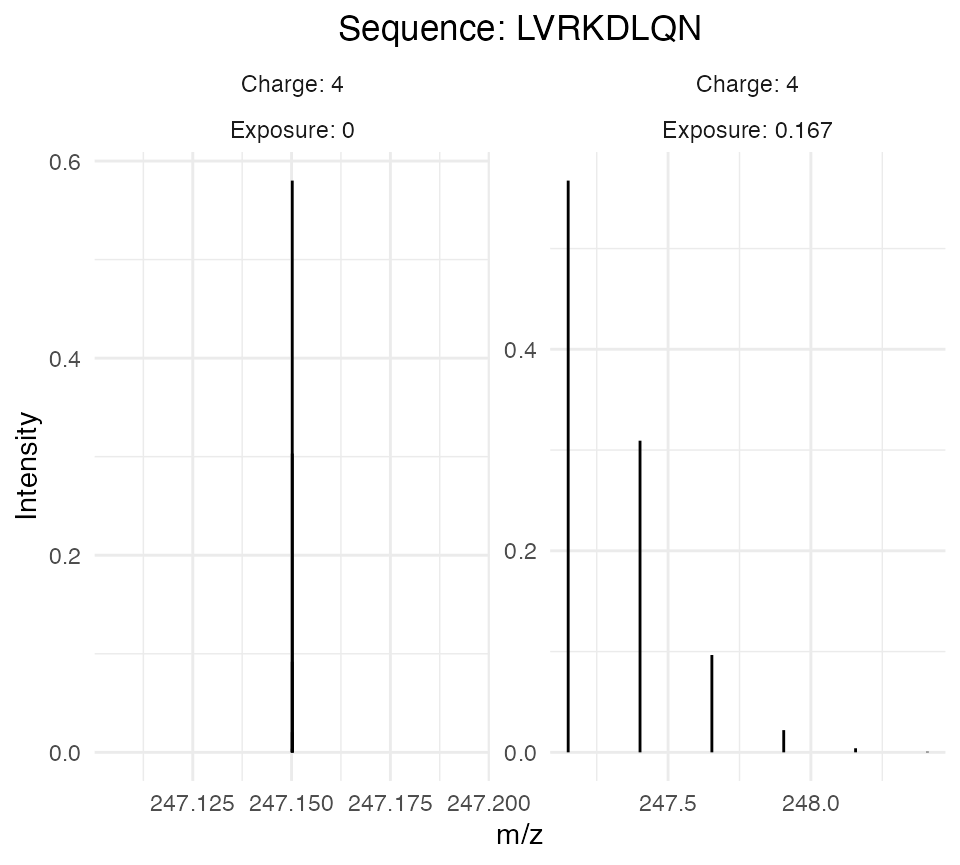 Sequence: LVRKDLQN
Charge: 4
Charge: 4
Exposure: 0
Exposure: 0.167
0.6
0.4
0.2
0.0
0.4
0.2
0.0
Intensity
247.125 247.150 247.175 247.200
247.5 248.0
m/z